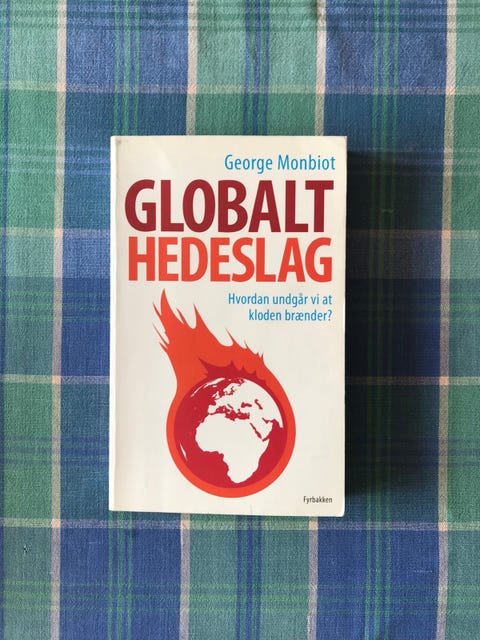 George Monbiot
GLOBALT
HEDESLAG
Hvordan undgår vi at
kloden brænder?
Fyrbakken